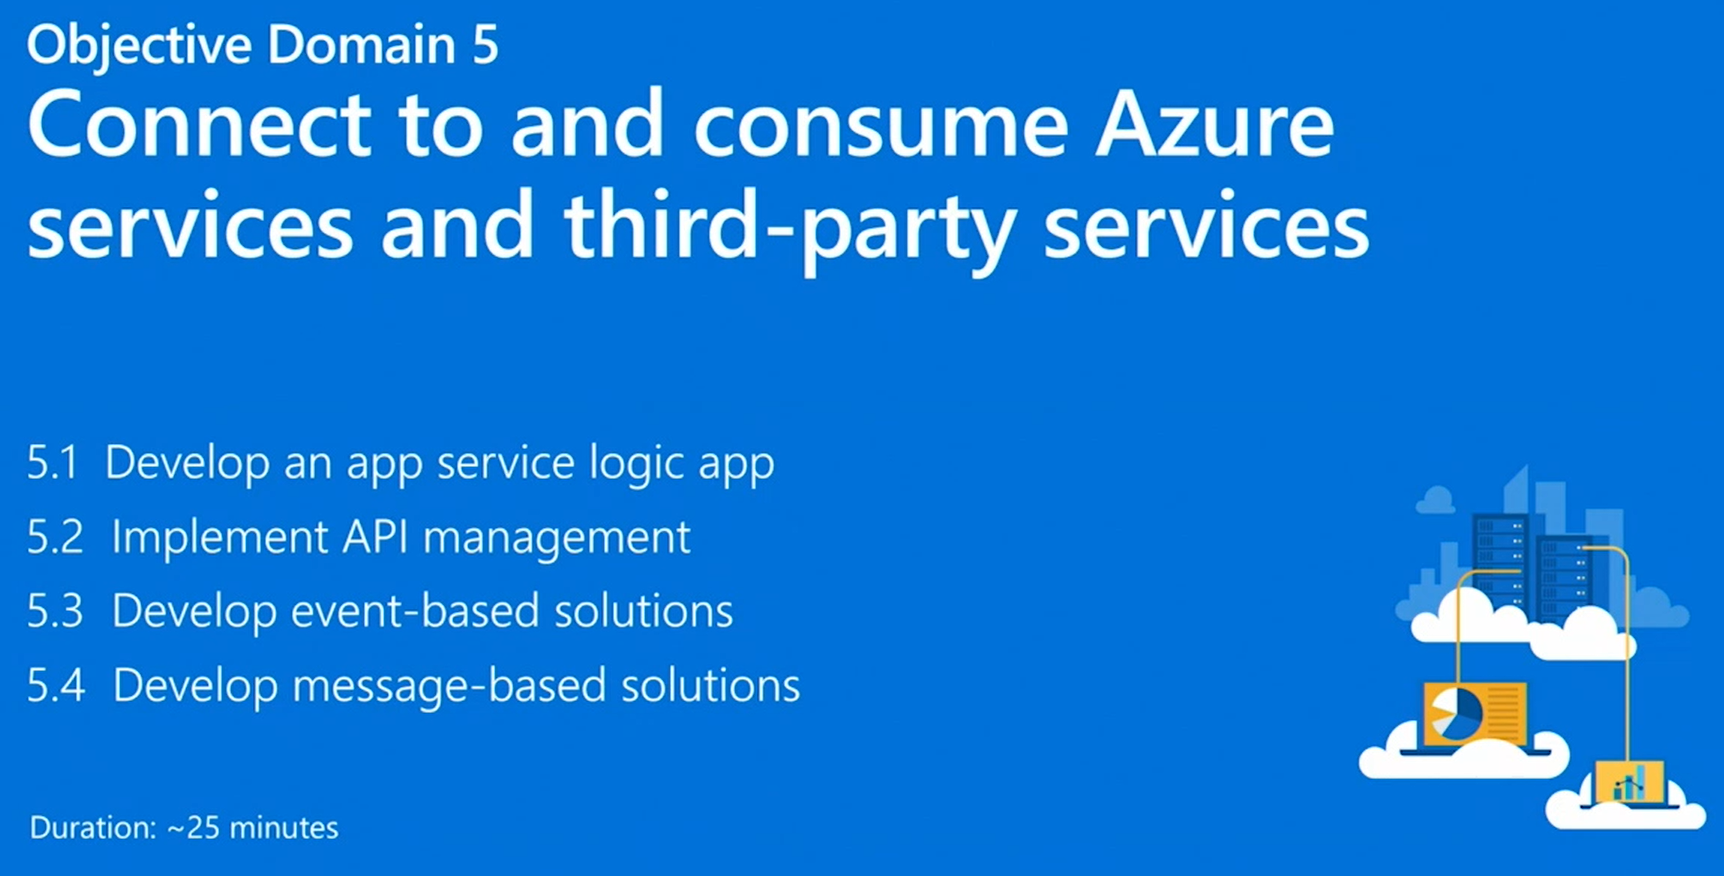 Objective Domain 5
Connect to and consume Azure
services and third-party services
5.1 Develop an app service logic app
5.2 Implement API management
5.3 Develop event-based solutions
5.4 Develop message-based solutions
Duration: ~25 minutes